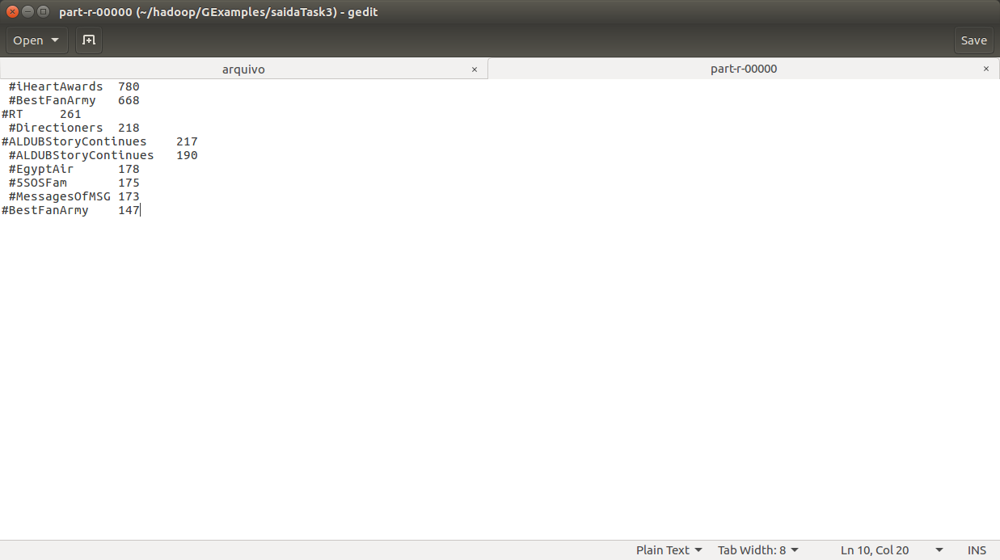 part-r-00000 (~/hadoop/GExamples/saidaTask3) - gedit
Open Save
arquivo × part-r-00000 ×
#iHeartAwards 780
#BestFanArmy 668
#RT 261
#Directioners 218
#ALDUBStoryContinues 217
#ALDUBStoryContinues 190
#EgyptAir 178
#5SOSFam 175
#MessagesOfMSG 173
#BestFanArmy 147
Plain Text Tab Width: 8 Ln 10, Col 20 INS